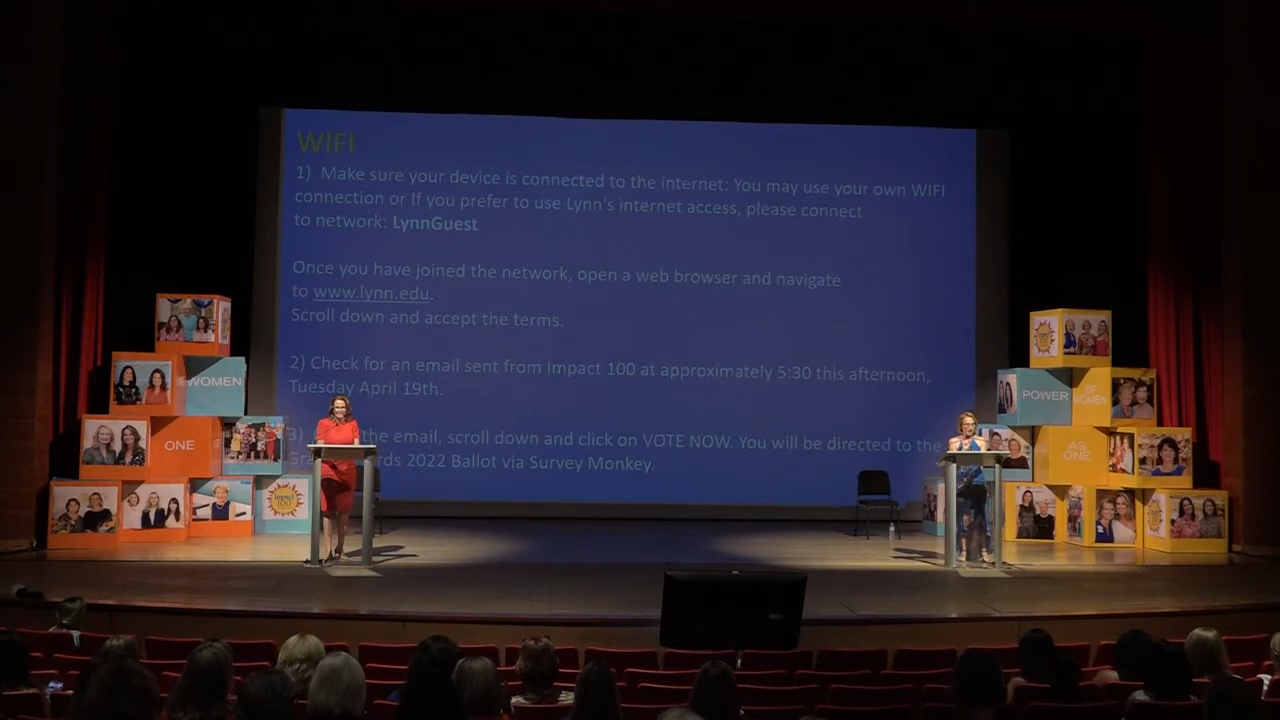 WIFI
1) Make sure your device is connected to the internet: You may use your own WIFI
connection or If you prefer to use Lynn's internet access, please connect
to network: LynnGuest
Once you have joined the network, open a web browser and navigate
to www.lynn.edu.
Scroll down and accept the terms.
2) Check for an email sent from Impact 100 at approximately 5:30 this afternoon,
Tuesday April 19th.
3) the email, scroll down and click on VOTE NOW. You will be directed to the
2022 Ballot via Survey Monkey.
WOMEN
ONE
impact
100
POWER
OF
WOMEN
AS
ONE